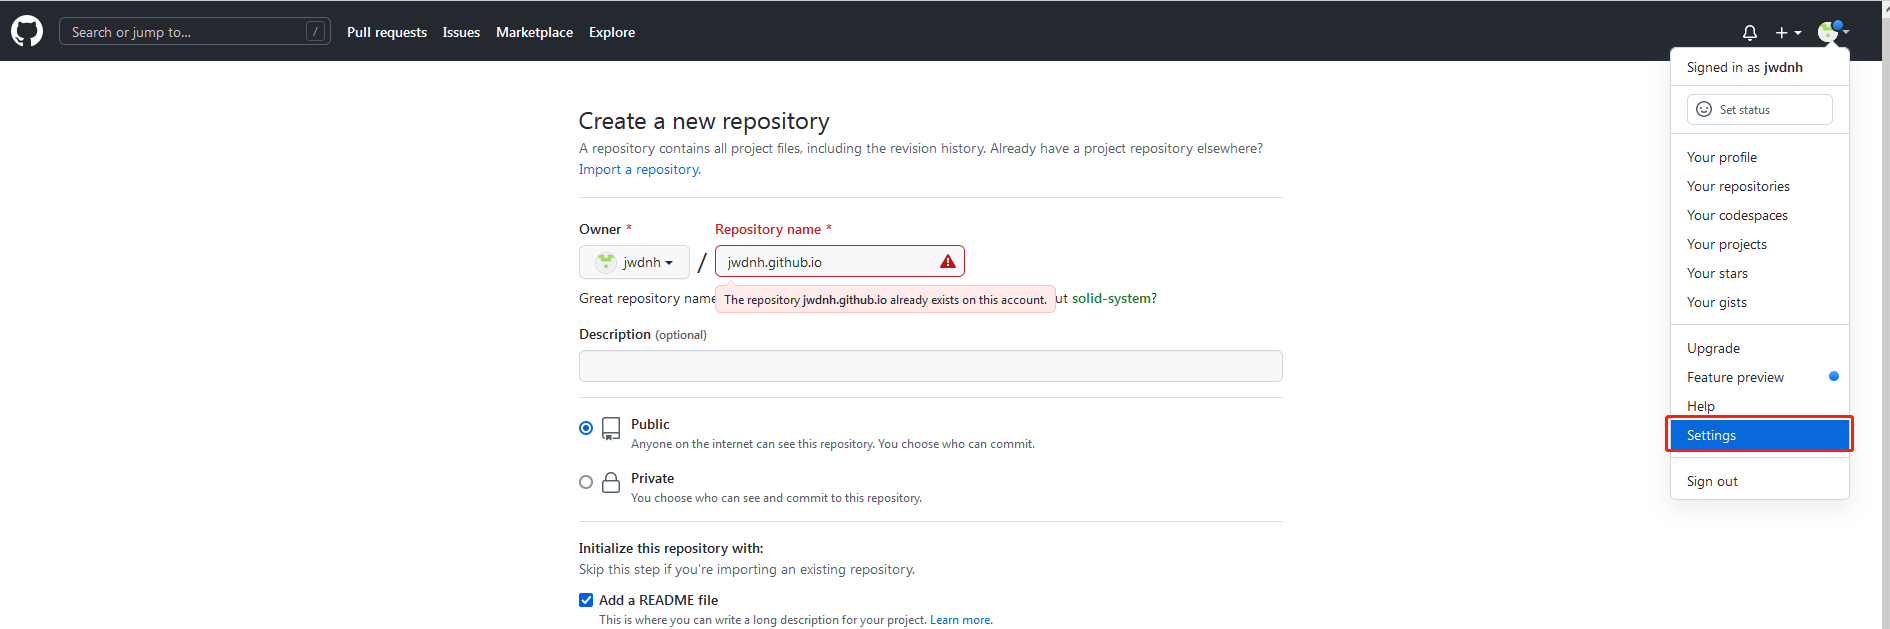 Search or jump to... /
Pull requests Issues Marketplace Explore
Signed in as jwdnh
Set status
Your profile
Your repositories
Your codespaces
Your projects
Your stars
Your gists
Upgrade
Feature preview
Help
Settings
Sign out
Create a new repository
A repository contains all project files, including the revision history. Already have a project repository elsewhere?
Import a repository.
Owner * Repository name *
jwdnh / jwdnh.github.io
Great repository name
The repository jwdnh.github.io already exists on this account.
ut solid-system?
Description (optional)
Public
Anyone on the internet can see this repository. You choose who can commit.
Private
You choose who can see and commit to this repository.
Initialize this repository with:
Skip this step if you're importing an existing repository.
Add a README file
This is where you can write a long description for your project. Learn more.